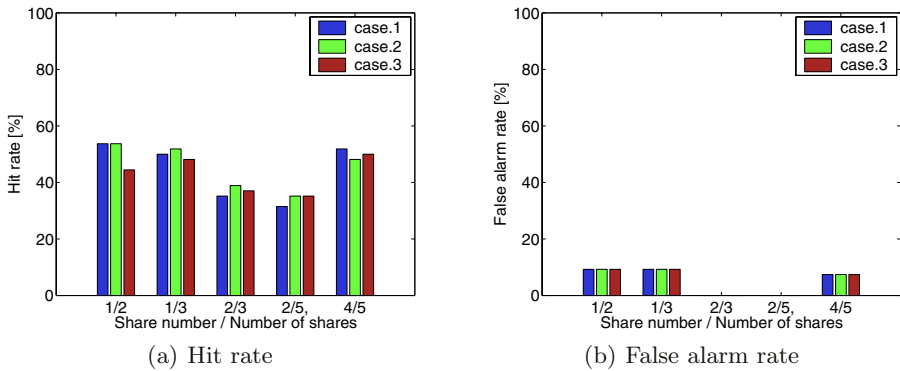 100
80
60
40
20
0
Hit rate [%]
case.1
case.2
case.3
1/2 1/3 2/3 2/5, 4/5
Share number / Number of shares
(a) Hit rate
100
80
60
40
20
0
False alarm rate [%]
case.1
case.2
case.3
1/2 1/3 2/3 2/5, 4/5
Share number / Number of shares
(b) False alarm rate